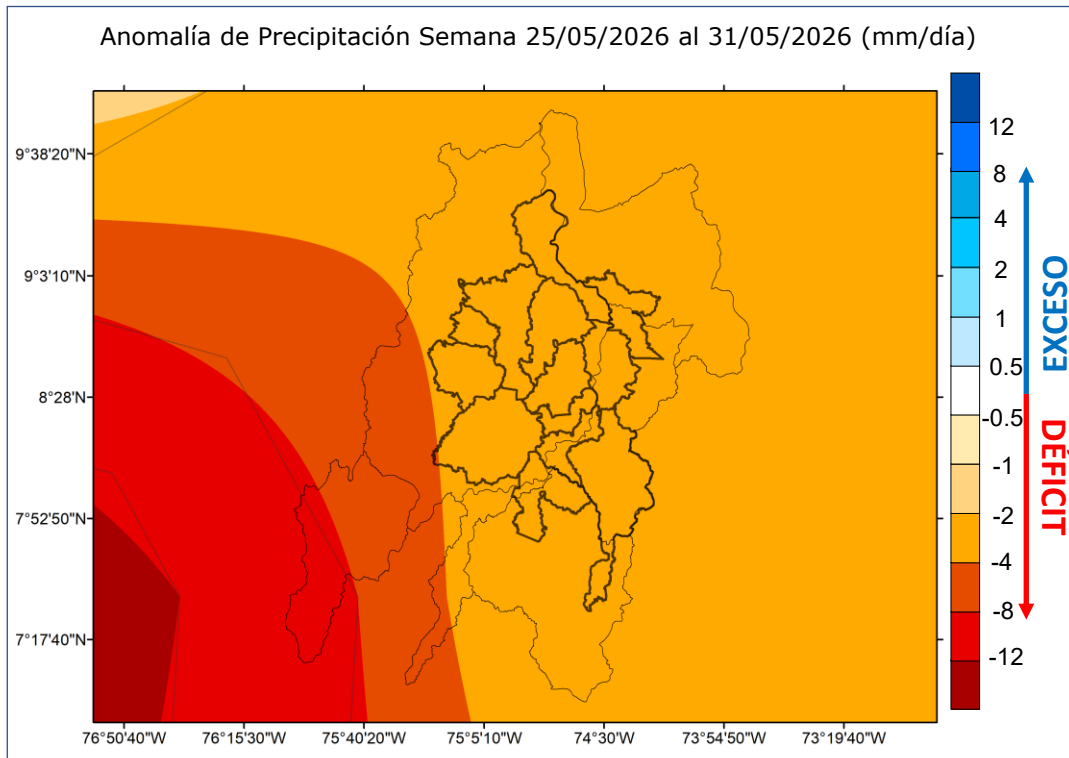 Anomalía de Precipitación Semana 25/05/2026 al 31/05/2026 (mm/día)
9°38'20"N
9°3'10"N
8°28'N
7°52'50"N
7°17'40"N
76°50'40"W
76°15'30"W
75°40'20"W
75°5'10"W
74°30'W
73°54'50"W
73°19'40"W
12
8
4
2
1
0.5
-0.5
-1
-2
-4
-8
-12
EXCESO
DÉFICIT